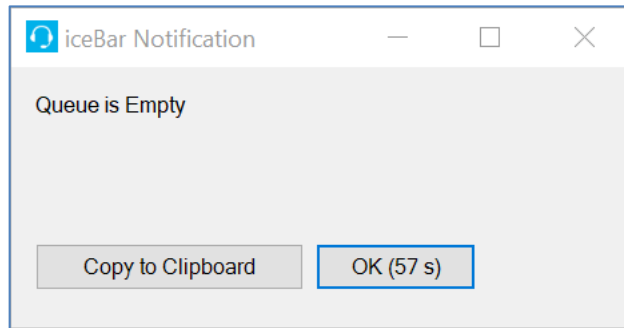 iceBar Notification
Queue is Empty
Copy to Clipboard OK (57 s)